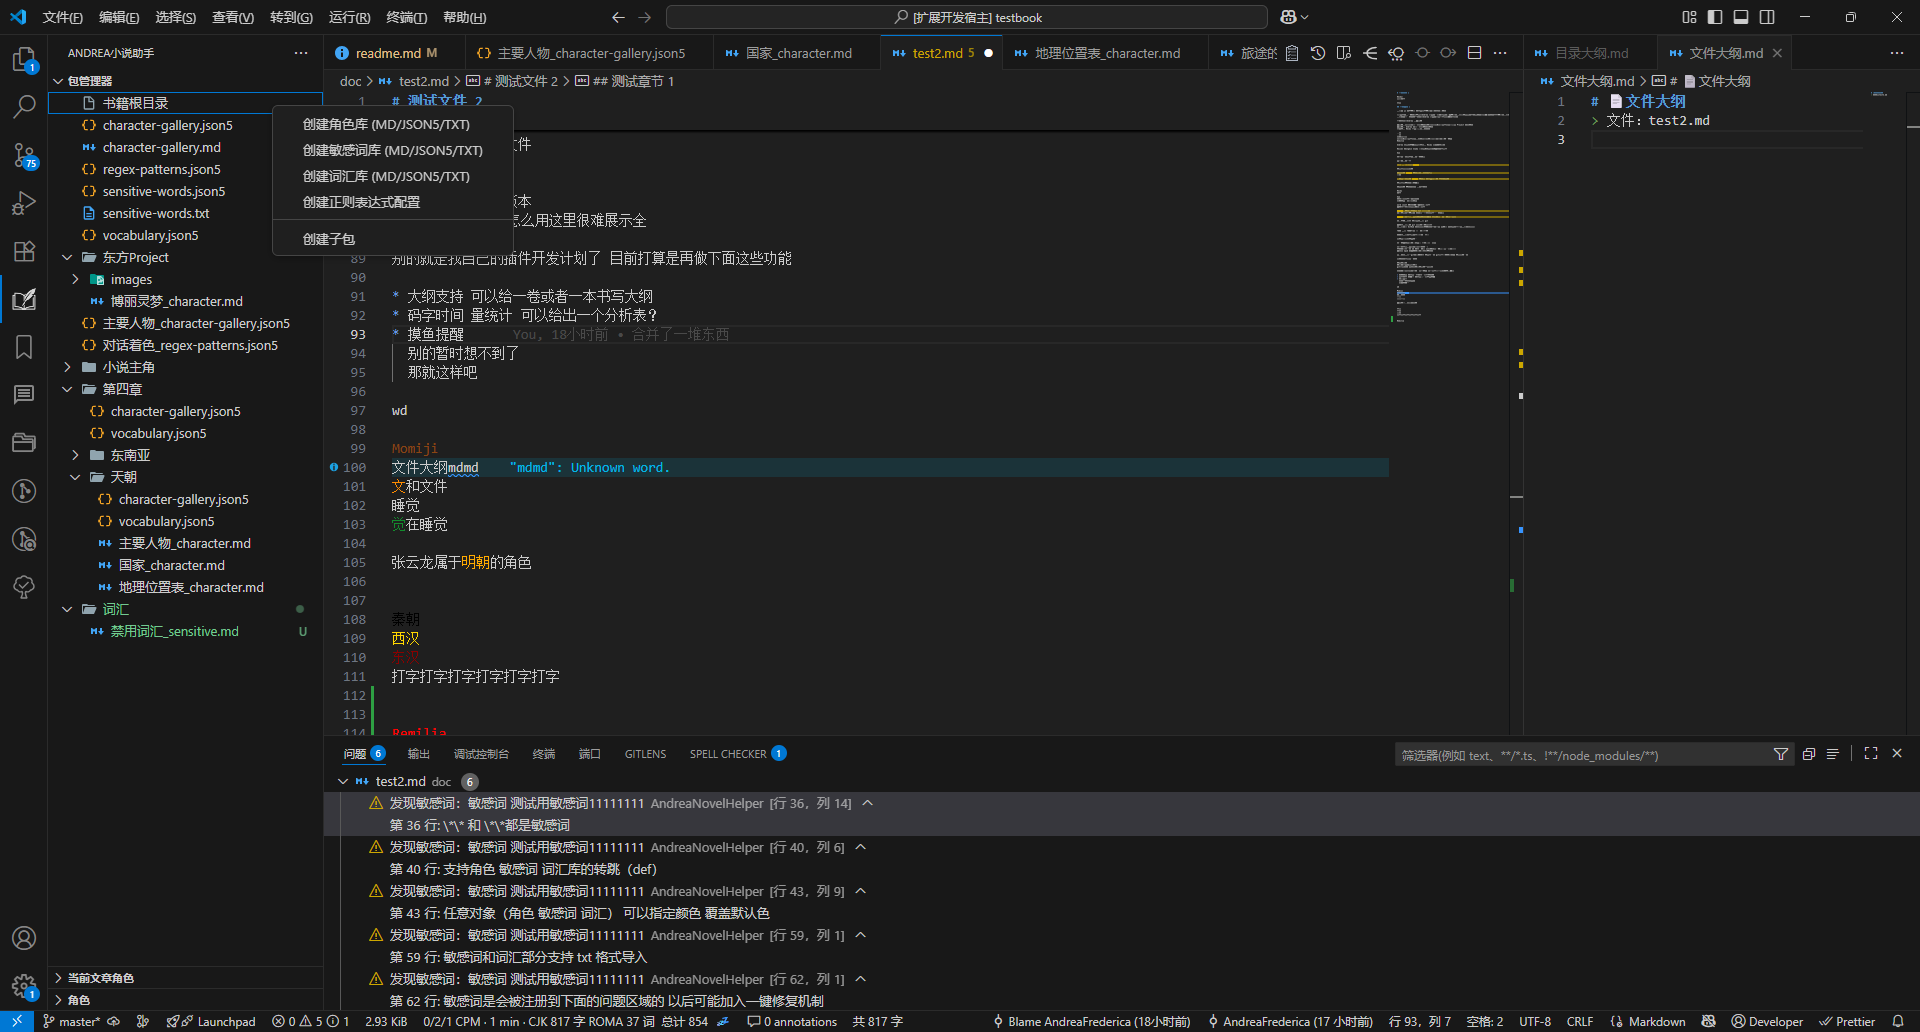 文件(F) 编辑(E) 选择(S) 查看(V) 转到(G) 运行(R) 终端(T) 帮助(H)
[扩展开发宿主] testbook
ANDREA小说助手
包管理器
书籍根目录
character-gallery.json5
character-gallery.md
regex-patterns.json5
sensitive-words.json5
sensitive-words.txt
vocabulary.json5
东方Project
images
博丽灵梦_character.md
主要人物_character-gallery.json5
对话着色_regex-patterns.json5
小说主角
第四章
character-gallery.json5
vocabulary.json5
东南亚
天朝
character-gallery.json5
vocabulary.json5
主要人物_character.md
国家_character.md
地理位置表_character.md
词汇
禁用词汇_sensitive.md U
当前文章角色
角色
1
75
1
创建角色库 (MD/JSON5/TXT)
创建敏感词库 (MD/JSON5/TXT)
创建词汇库 (MD/JSON5/TXT)
创建正则表达式配置
创建子包
readme.md M
主要人物_character-gallery.json5
国家_character.md
test2.md 5
地理位置表_character.md
旅途的
doc > test2.md > # 测试文件 2 > ## 测试章节 1
1 # 测试文件 2
件
版本
怎么用这里很难展示全
89 别的就是我自己的插件开发计划了 目前打算是再做下面这些功能
90
91 * 大纲支持 可以给一卷或者一本书写大纲
92 * 码字时间 量统计 可以给出一个分析表?
93 * 摸鱼提醒 You, 18小时前 • 合并了一堆东西
94 别的暂时想不到了
95 那就这样吧
96
97 wd
98
99 Momiji
100 文件大纲mdmd "mdmd": Unknown word.
101 文和文件
102 睡觉
103 觉在睡觉
104
105 张云龙属于明朝的角色
106
107
108 秦朝
109 西汉
110 东汉
111 打字打字打字打字打字打字
112
113
114 Remilia
目录大纲.md
文件大纲.md
文件大纲.md > # 📄文件大纲
1 # 📄文件大纲
2 > 文件: test2.md
3
问题 6 输出 调试控制台 终端 端口 GITLENS SPELL CHECKER 1
筛选器(例如 text、**/*.ts、!**/node_modules/**)
test2.md doc 6
发现敏感词: 敏感词 测试用敏感词11111111 AndreaNovelHelper [行 36，列 14]
第 36 行: \*\* 和 \*\*都是敏感词
发现敏感词: 敏感词 测试用敏感词11111111 AndreaNovelHelper [行 40，列 6]
第 40 行: 支持角色 敏感词 词汇库的转跳（def）
发现敏感词: 敏感词 测试用敏感词11111111 AndreaNovelHelper [行 43，列 9]
第 43 行: 任意对象（角色 敏感词 词汇） 可以指定颜色 覆盖默认色
发现敏感词: 敏感词 测试用敏感词11111111 AndreaNovelHelper [行 59，列 1]
第 59 行: 敏感词和词汇部分支持 txt 格式导入
发现敏感词: 敏感词 测试用敏感词11111111 AndreaNovelHelper [行 62，列 1]
第 62 行: 敏感词是会被注册到下面的问题区域的 以后可能加入一键修复机制
master* Launchpad 0 5 1 2.93 KiB 0/2/1 CPM · 1 min · CJK 817 字 ROMA 37 词 总计 854 0 annotations 共 817 字 Blame AndreaFrederica (18小时前) AndreaFrederica (17 小时前) 行 93，列 7 空格: 2 UTF-8 CRLF Markdown Developer Prettier